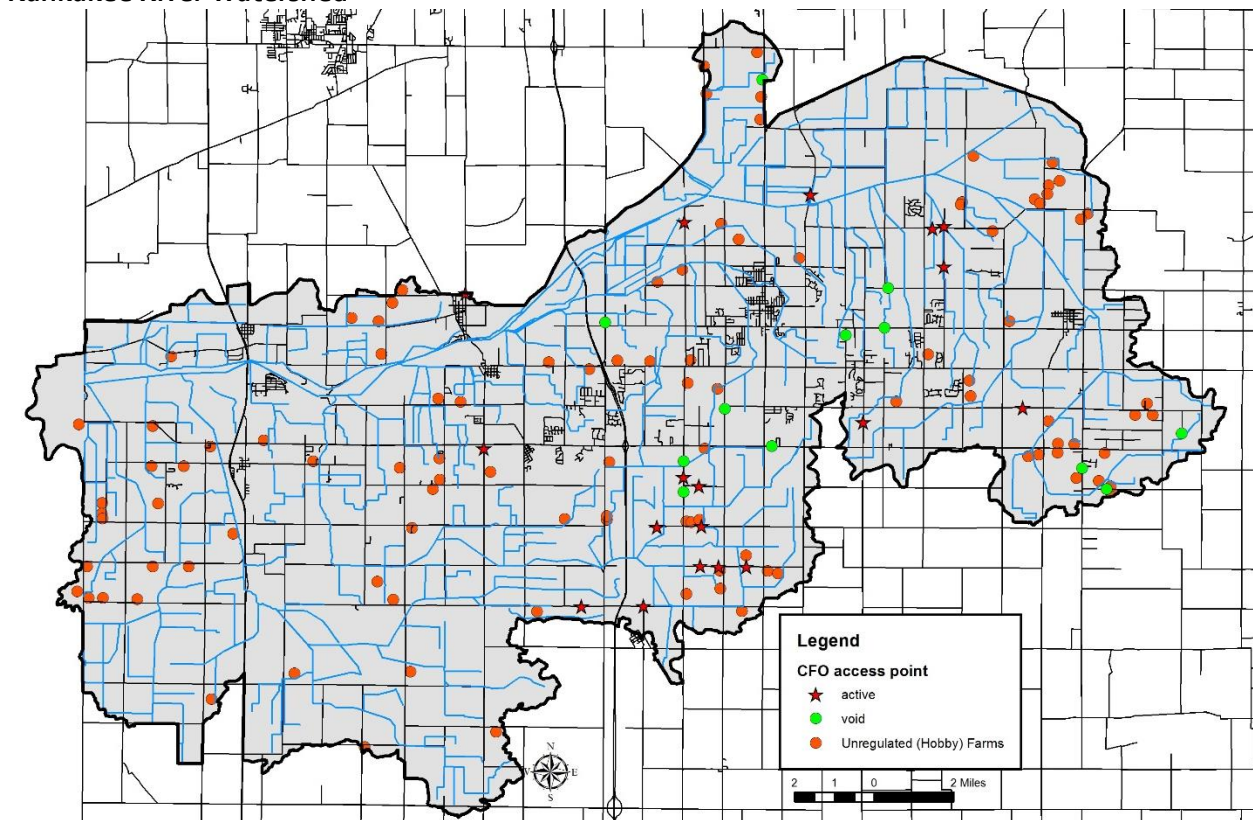 Kankakee River Watershed
N
W
E
S
Legend
CFO access point
active
void
Unregulated (Hobby) Farms
2 1 0 2 Miles